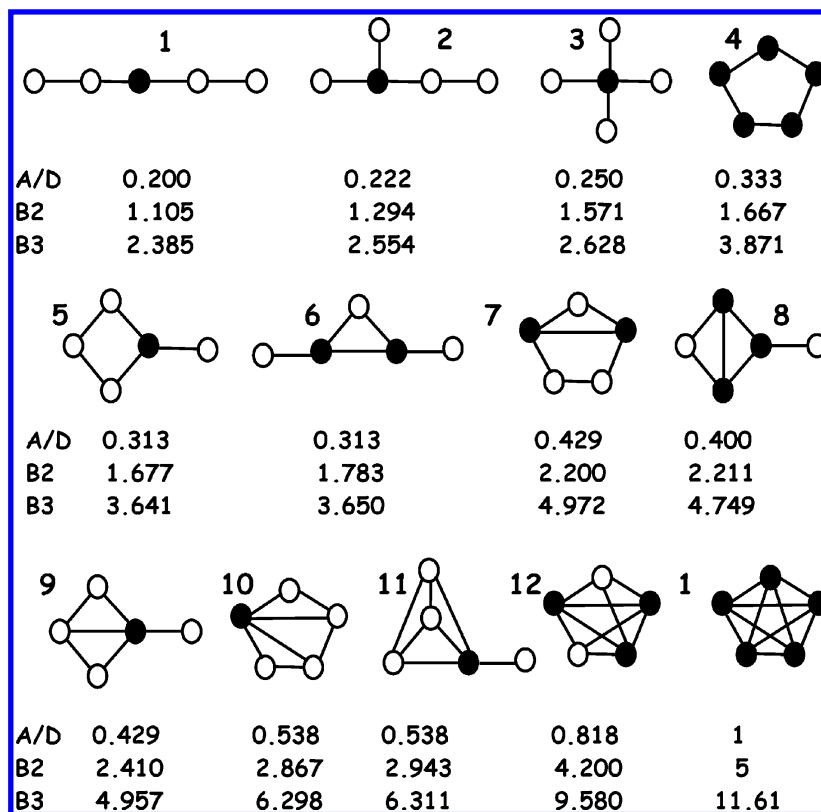 1 2 3 4
A/D 0.200 0.222 0.250 0.333
B2 1.105 1.294 1.571 1.667
B3 2.385 2.554 2.628 3.871
5 6 7 8
A/D 0.313 0.313 0.429 0.400
B2 1.677 1.783 2.200 2.211
B3 3.641 3.650 4.972 4.749
9 10 11 12 1
A/D 0.429 0.538 0.538 0.818 1
B2 2.410 2.867 2.943 4.200 5
B3 4.957 6.298 6.311 9.580 11.61